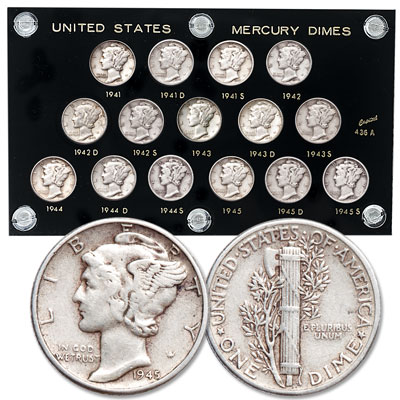 UNITED STATES MERCURY DIMES
1941 1941 D 1941 S 1942
1942 D 1942 S 1943 1943 D 1943 S
Capital
436 A
1944 1944 D 1944 S 1945 1945 D 1945 S
LIBERTY
IN GOD
WE TRUST
1945
UNITED·STATES·OF·AMERICA
E·PLURIBUS
UNUM
ONE DIME